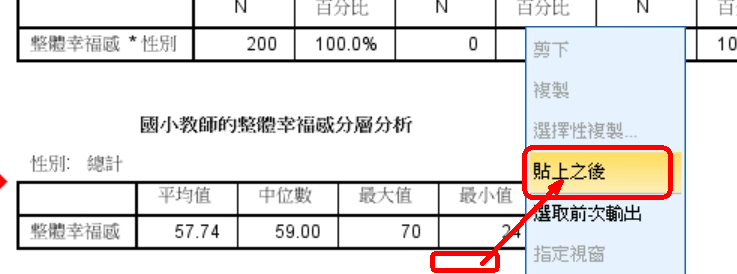 N 百分比 N 百分比 N
整體幸福感 * 性別 200 100.0% 0 10
剪下
複製
國小教師的整體幸福感分層分析
選擇性複製...
性別: 總計
貼上之後
平均值 中位數 最大值 最小值
選取前次輸出
整體幸福感 57.74 59.00 70 24
指定視窗